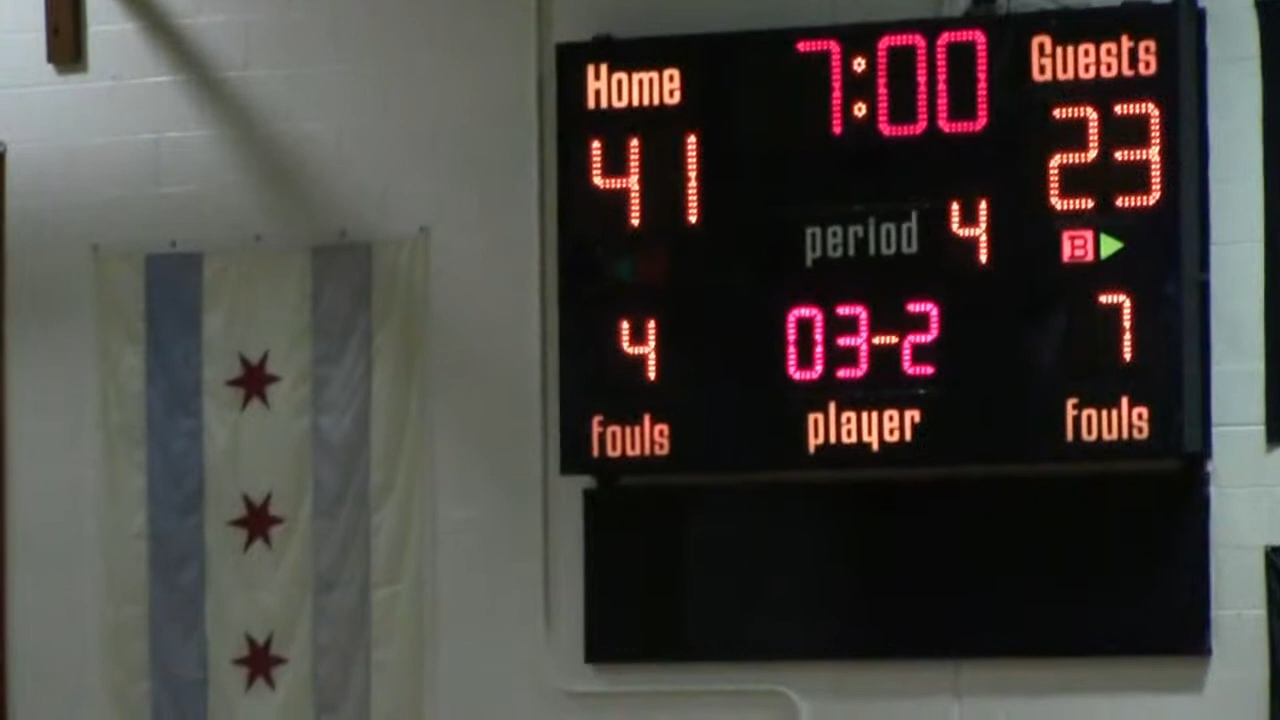 Home 7:00 Guests
41 23
period 4 B
4 03-2 7
fouls player fouls